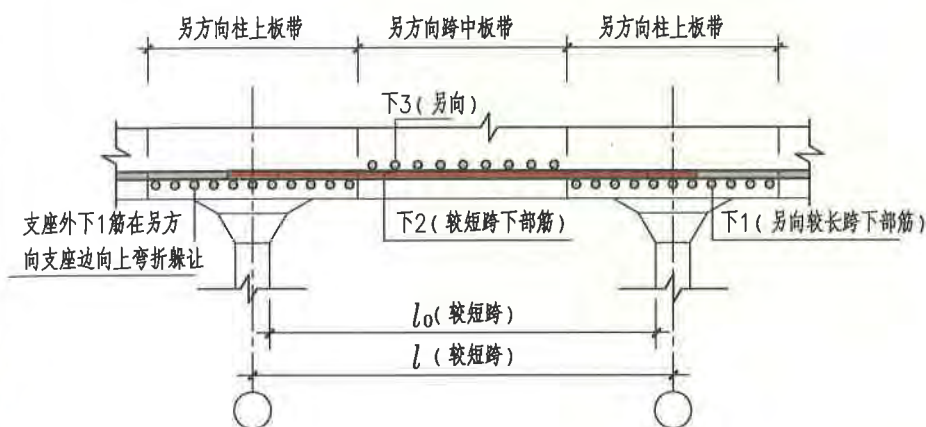 另方向柱上板带
另方向跨中板带
另方向柱上板带
下3(另向)
支座外下1筋在另方
向支座边向上弯折躲让
下2(较短跨下部筋)
下1(另向较长跨下部筋)
l0(较短跨)
l(较短跨)